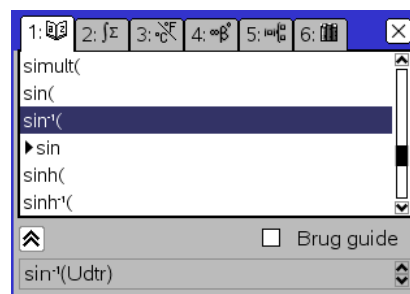 1: 2: ∫Σ 3: °C°F 4: ∞β° 5: 6:
simult(
sin(
sin⁻¹(
▶sin
sinh(
sinh⁻¹(
Brug guide
sin⁻¹(Udtr)